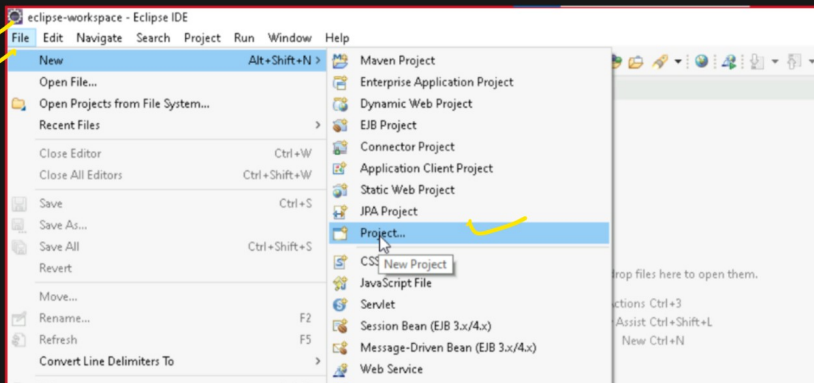 eclipse-workspace - Eclipse IDE
File Edit Navigate Search Project Run Window Help
New Alt+Shift+N >
Open File...
Open Projects from File System...
Recent Files >
Close Editor Ctrl+W
Close All Editors Ctrl+Shift+W
Save Ctrl+S
Save As...
Save All Ctrl+Shift+S
Revert
Move...
Rename... F2
Refresh F5
Convert Line Delimiters To >
Maven Project
Enterprise Application Project
Dynamic Web Project
EJB Project
Connector Project
Application Client Project
Static Web Project
JPA Project
Project...
CSS
New Project
JavaScript File
Servlet
Session Bean (EJB 3.x/4.x)
Message-Driven Bean (EJB 3.x/4.x)
Web Service
drop files here to open them.
ctions Ctrl+3
Assist Ctrl+Shift+L
New Ctrl+N